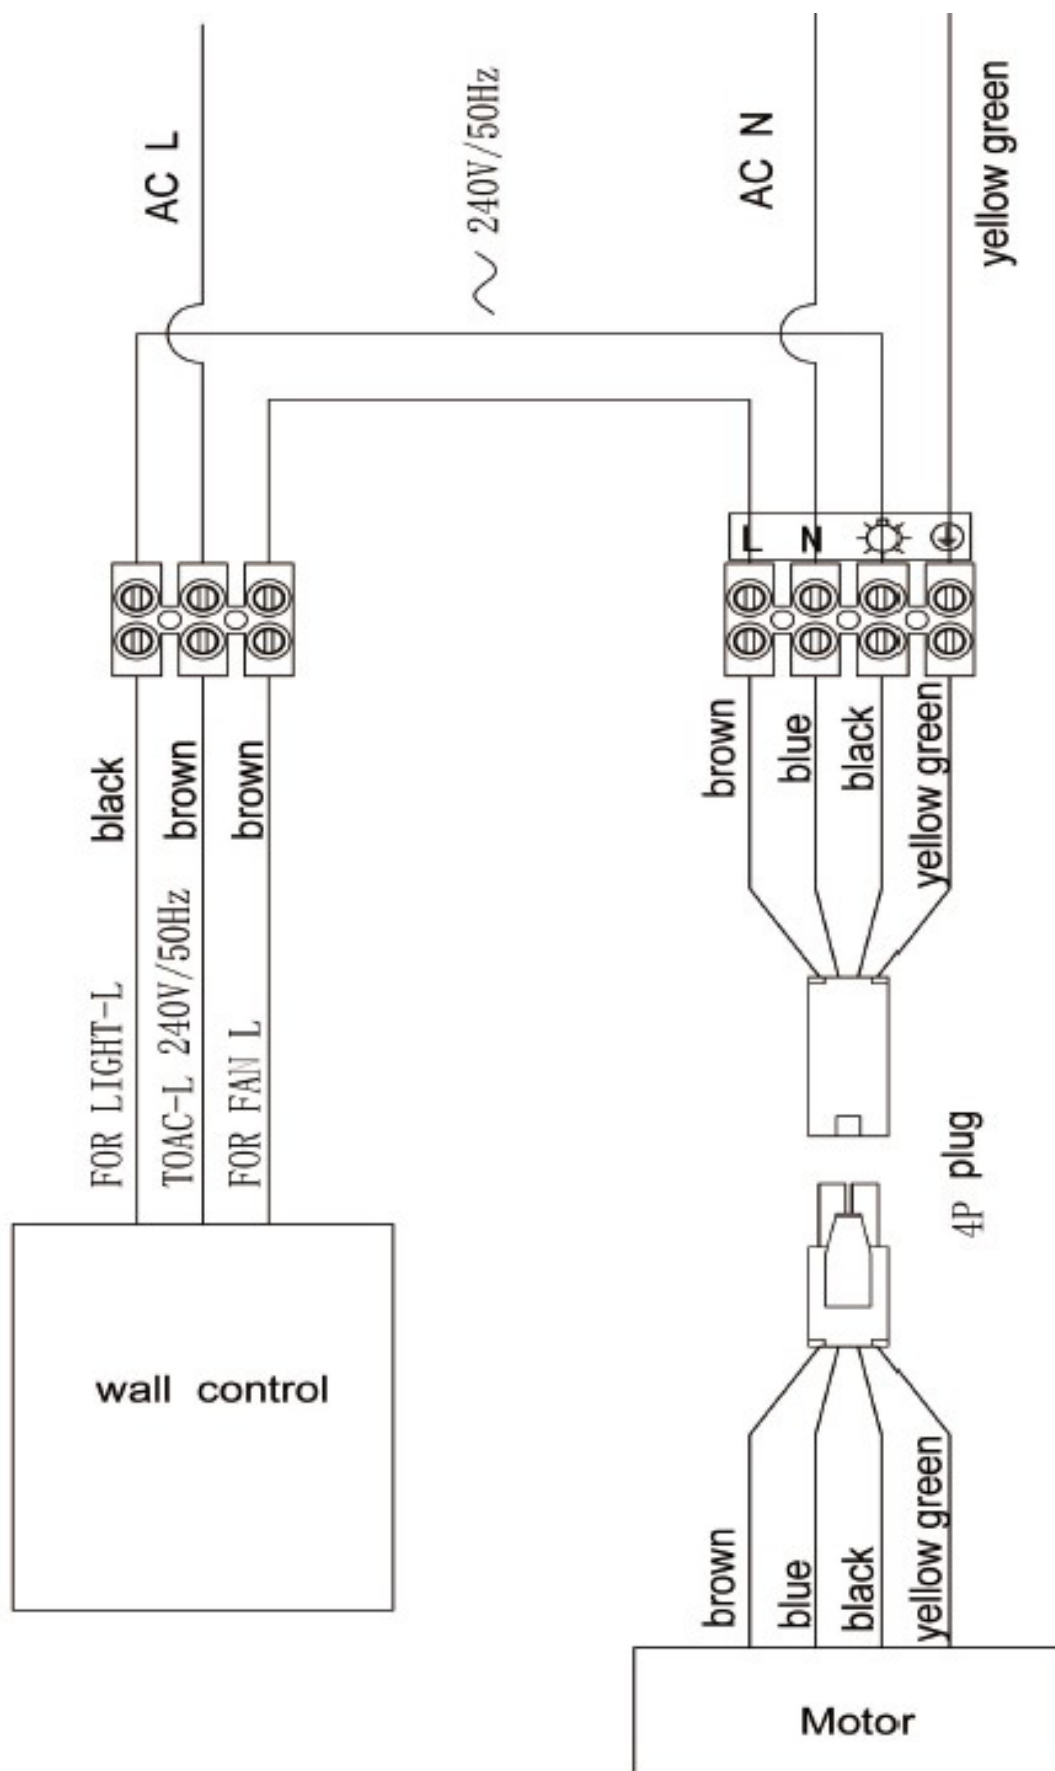 AC L
~ 240V/50Hz
AC N
yellow green
L N
brown
blue
black
yellow green
black
brown
brown
FOR LIGHT-L
TOAC-L 240V/50Hz
FOR FAN L
4P plug
wall control
brown
blue
black
yellow green
Motor